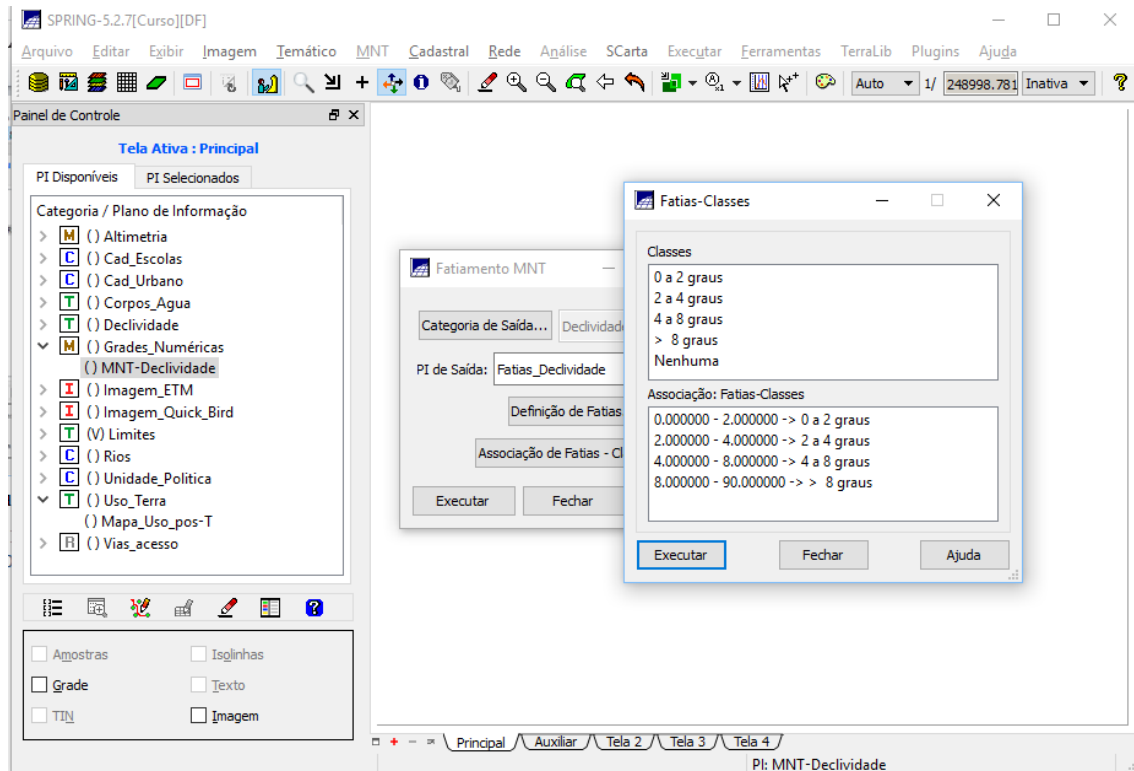 SPRING-5.2.7[Curso][DF]
Arquivo Editar Exibir Imagem Temático MNT Cadastral Rede Análise SCarta Executar Ferramentas TerraLib Plugins Ajuda
Auto 1/ 248998.781 Inativa
Painel de Controle
Tela Ativa : Principal
PI Disponíveis PI Selecionados
Categoria / Plano de Informação
M () Altimetria
C () Cad_Escolas
C () Cad_Urbano
T () Corpos_Agua
T () Declividade
M () Grades_Numéricas
() MNT-Declividade
I () Imagem_ETM
I () Imagem_Quick_Bird
T (V) Limites
C () Rios
C () Unidade_Politica
T () Uso_Terra
() Mapa_Uso_pos-T
R () Vias_acesso
Amostras Isolinhas
Grade Texto
TIN Imagem
Fatiamento MNT
Categoria de Saída... Declividade
PI de Saída: Fatias_Declividade
Definição de Fatias
Associação de Fatias - Cl
Executar Fechar
Fatias-Classes
Classes
0 a 2 graus
2 a 4 graus
4 a 8 graus
> 8 graus
Nenhuma
Associação: Fatias-Classes
0.000000 - 2.000000 -> 0 a 2 graus
2.000000 - 4.000000 -> 2 a 4 graus
4.000000 - 8.000000 -> 4 a 8 graus
8.000000 - 90.000000 -> > 8 graus
Executar Fechar Ajuda
Principal Auxiliar Tela 2 Tela 3 Tela 4
PI: MNT-Declividade